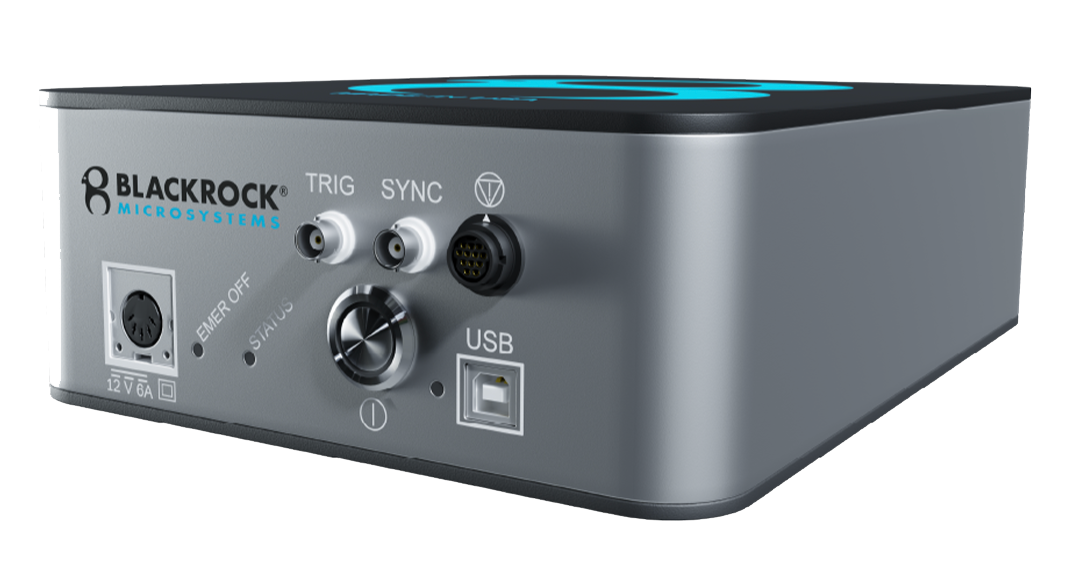 BLACKROCK®
MICROSYSTEMS
TRIG
SYNC
EMER OFF
STATUS
USB
12 V 6A